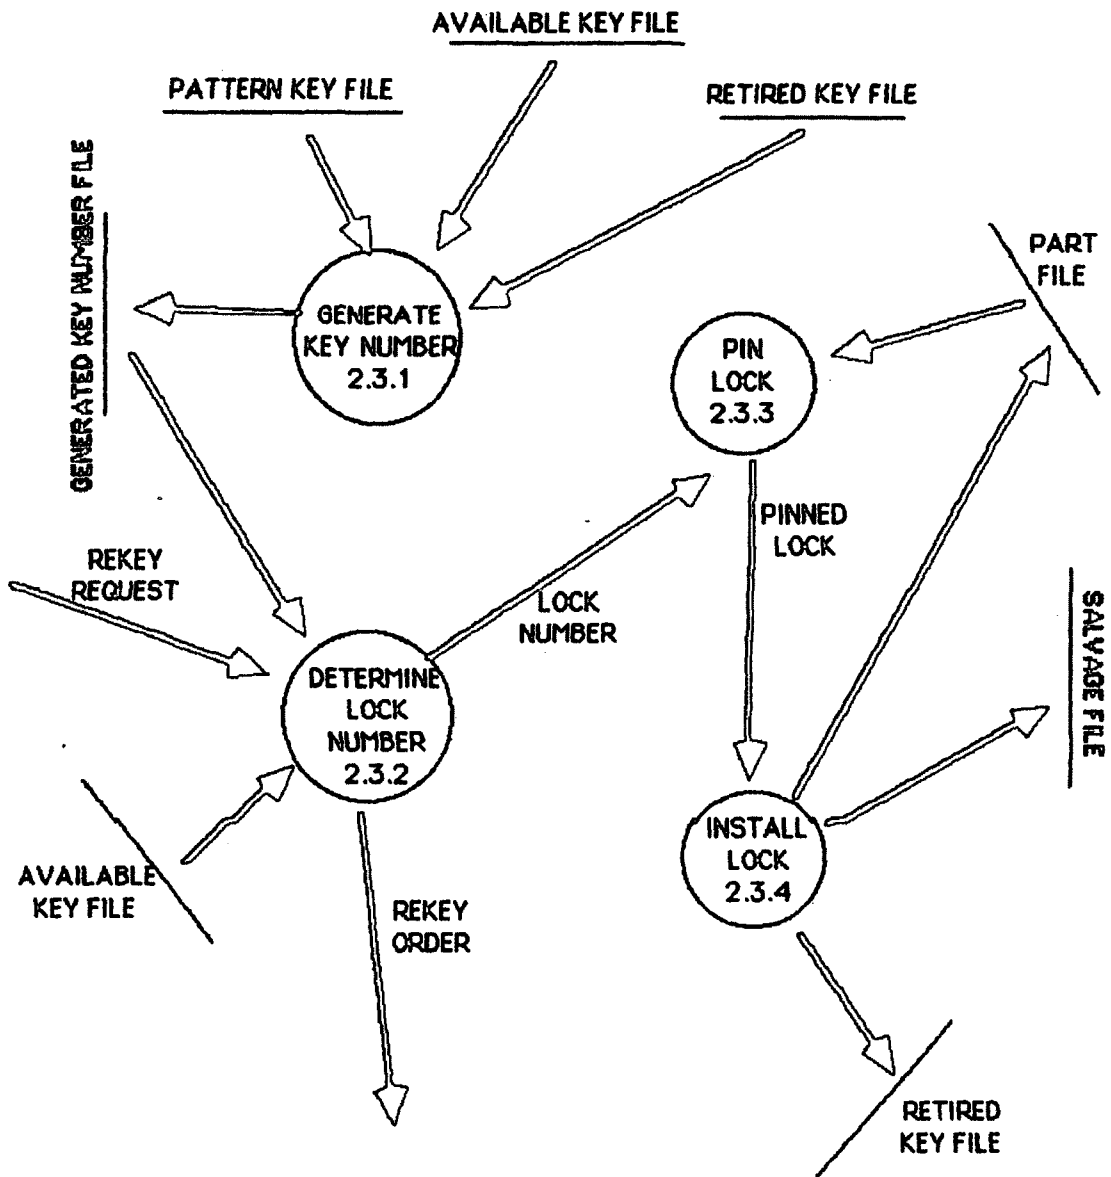 AVAILABLE KEY FILE
PATTERN KEY FILE
RETIRED KEY FILE
GENERATED KEY NUMBER FILE
GENERATE
KEY NUMBER
2.3.1
PART
FILE
PIN
LOCK
2.3.3
PINNED
LOCK
REKEY
REQUEST
LOCK
NUMBER
SALVAGE FILE
DETERMINE
LOCK
NUMBER
2.3.2
INSTALL
LOCK
2.3.4
AVAILABLE
KEY FILE
REKEY
ORDER
RETIRED
KEY FILE